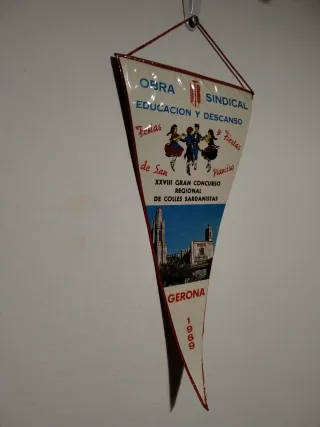 OBRA SINDICAL
EDUCACION Y DESCANSO
Ferias y Fiestas
de San Narciso
XXVIII GRAN CONCURSO
REGIONAL
DE COLLES SARDANISTAS
GERONA
1969